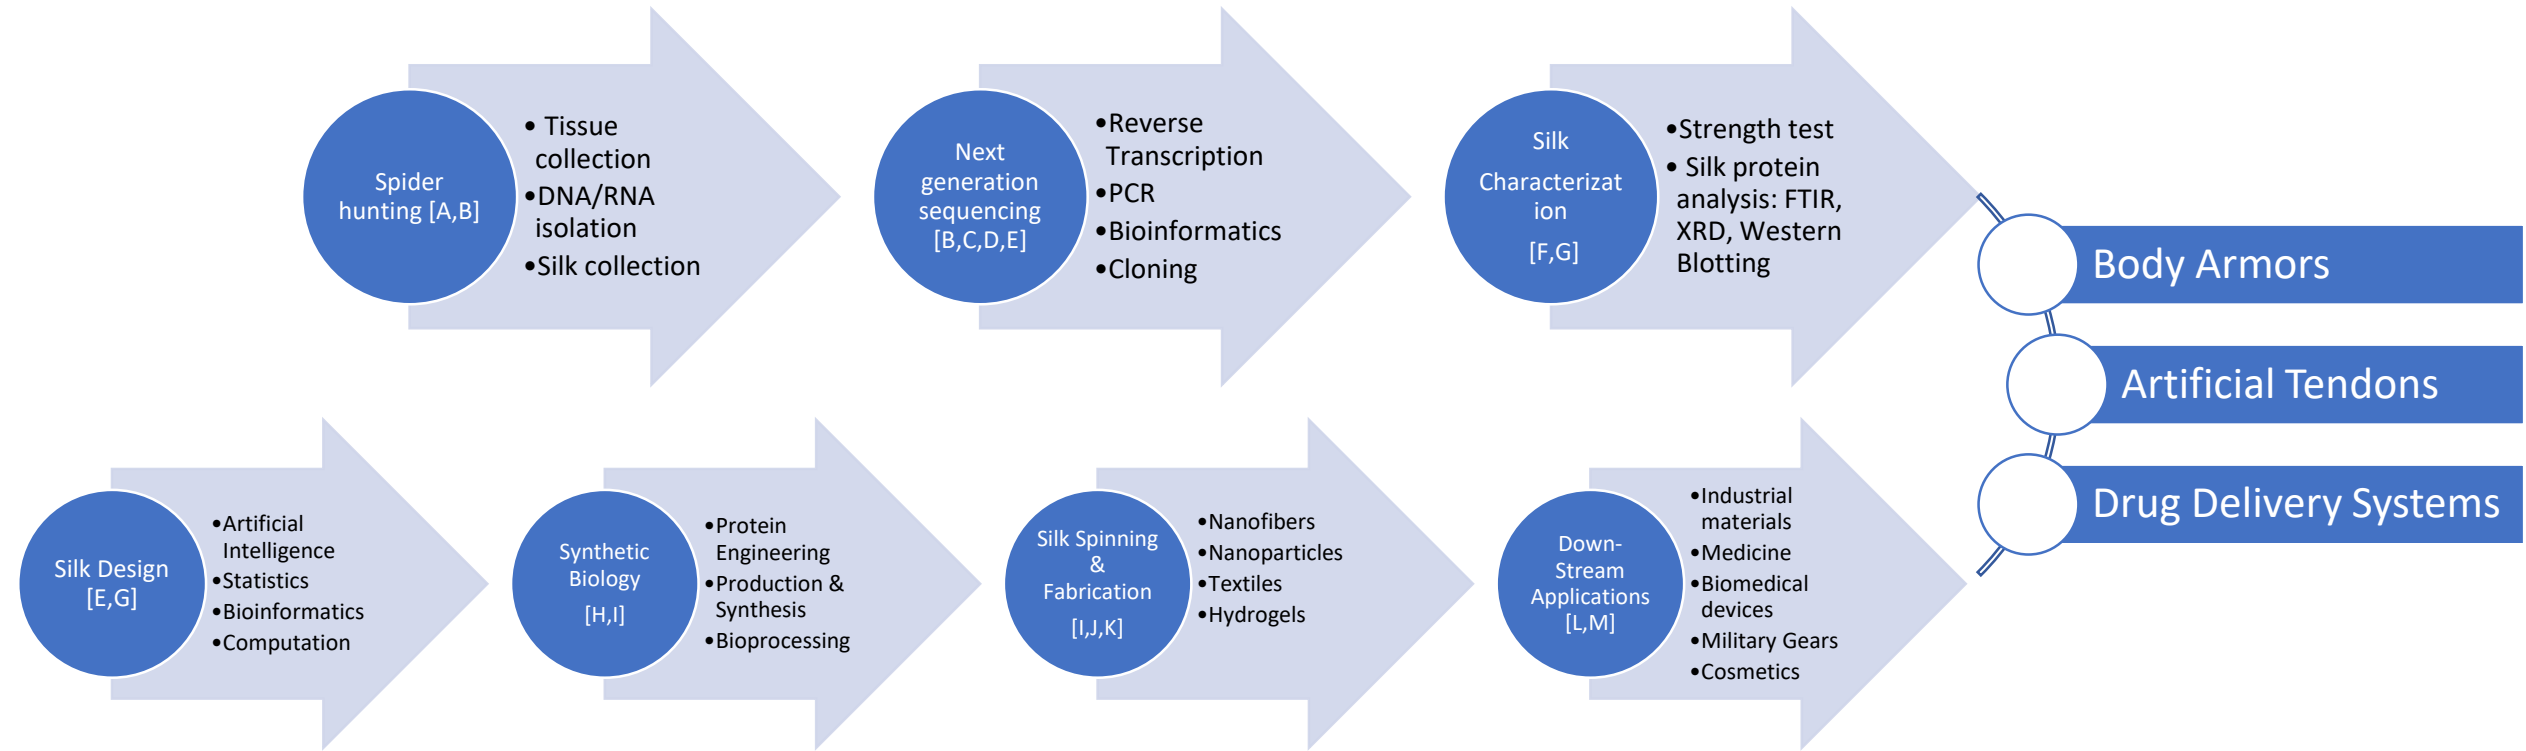 Spider
hunting [A,B]
• Tissue
collection
•DNA/RNA
isolation
•Silk collection
Next
generation
sequencing
[B,C,D,E]
•Reverse
Transcription
•PCR
•Bioinformatics
•Cloning
Silk
Characterizat
ion
[F,G]
•Strength test
• Silk protein
analysis: FTIR,
XRD, Western
Blotting
Body Armors
Artificial Tendons
Drug Delivery Systems
Silk Design
[E,G]
•Artificial
Intelligence
•Statistics
•Bioinformatics
•Computation
Synthetic
Biology
[H,I]
•Protein
Engineering
•Production &
Synthesis
•Bioprocessing
Silk Spinning
&
Fabrication
[I,J,K]
•Nanofibers
•Nanoparticles
•Textiles
•Hydrogels
Down-
Stream
Applications
[L,M]
•Industrial
materials
•Medicine
•Biomedical
devices
•Military Gears
•Cosmetics